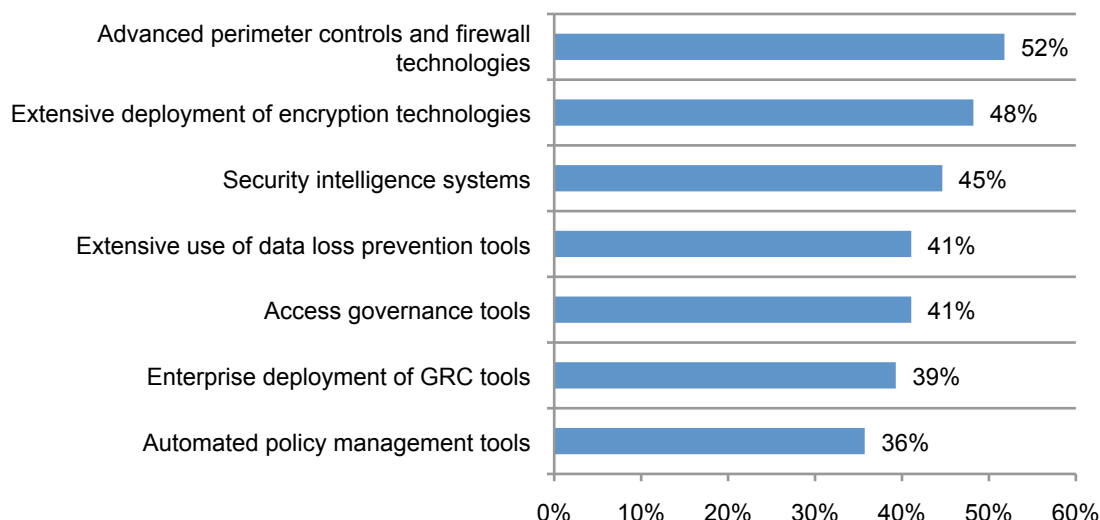 Advanced perimeter controls and firewall
technologies
52%
Extensive deployment of encryption technologies
48%
Security intelligence systems
45%
Extensive use of data loss prevention tools
41%
Access governance tools
41%
Enterprise deployment of GRC tools
39%
Automated policy management tools
36%
0% 10% 20% 30% 40% 50% 60%